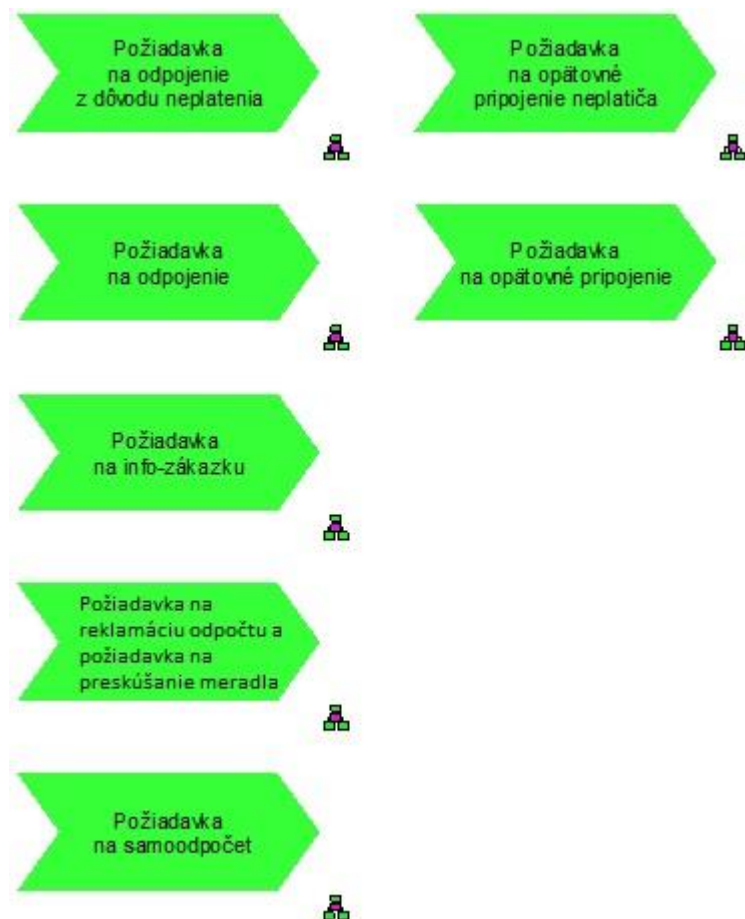 Požiadavka
na odpojenie
z dôvodu neplatenia
Požiadavka
na opätovné
pripojenie neplatiča
Požiadavka
na odpojenie
Požiadavka
na opätovné pripojenie
Požiadavka
na info-zákazku
Požiadavka na
reklamáciu odpočtu a
požiadavka na
preskúšanie meradla
Požiadavka
na samoodpočet